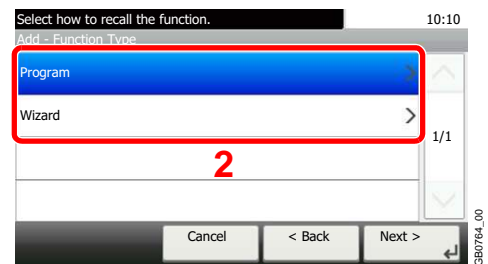 Select how to recall the function.
10:10
Add - Function Type
Program
Wizard
1/1
2
Cancel
< Back
Next >
GB0764_00